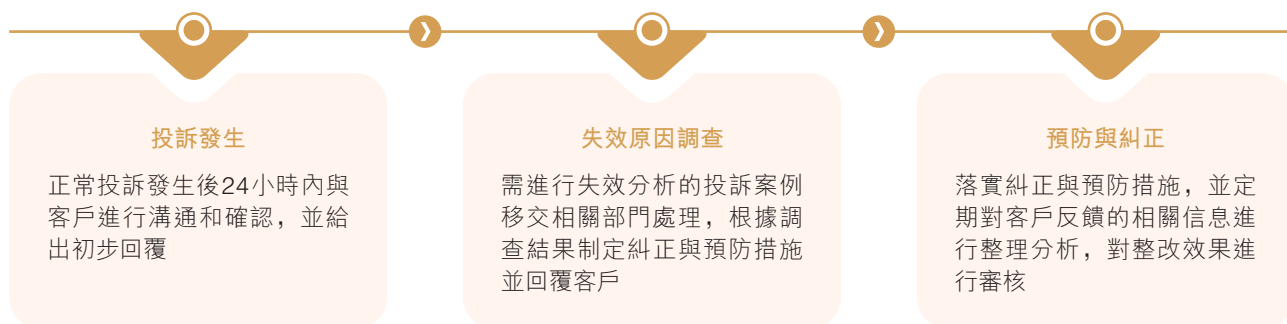 投訴發生
正常投訴發生後24小時內與
客戶進行溝通和確認，並給
出初步回覆
失效原因調查
需進行失效分析的投訴案例
移交相關部門處理，根據調
查結果制定糾正與預防措施
並回覆客戶
預防與糾正
落實糾正與預防措施，並定
期對客戶反饋的相關信息進
行整理分析，對整改效果進
行審核